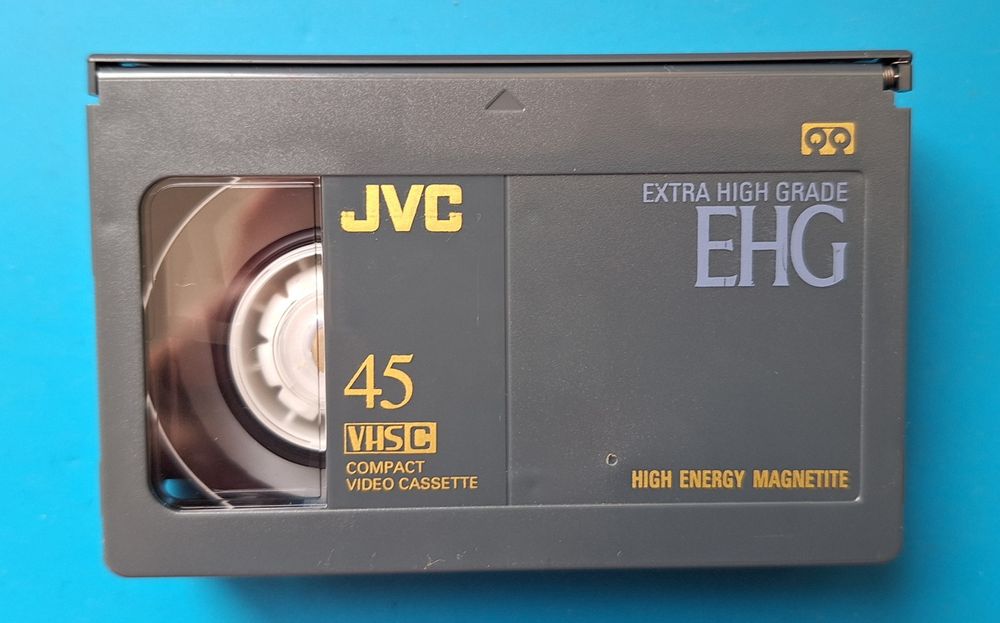 JVC
EXTRA HIGH GRADE
EHG
45
VHS C
COMPACT
VIDEO CASSETTE
HIGH ENERGY MAGNETITE